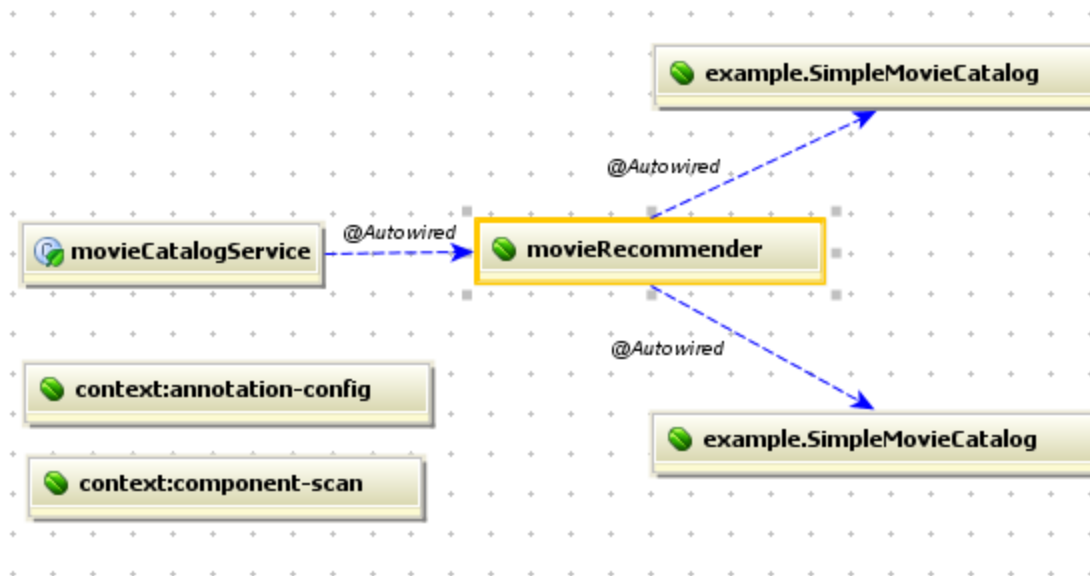 example.SimpleMovieCatalog
@Autowired
@Autowired
movieCatalogService
movieRecommender
@Autowired
context:annotation-config
example.SimpleMovieCatalog
context:component-scan